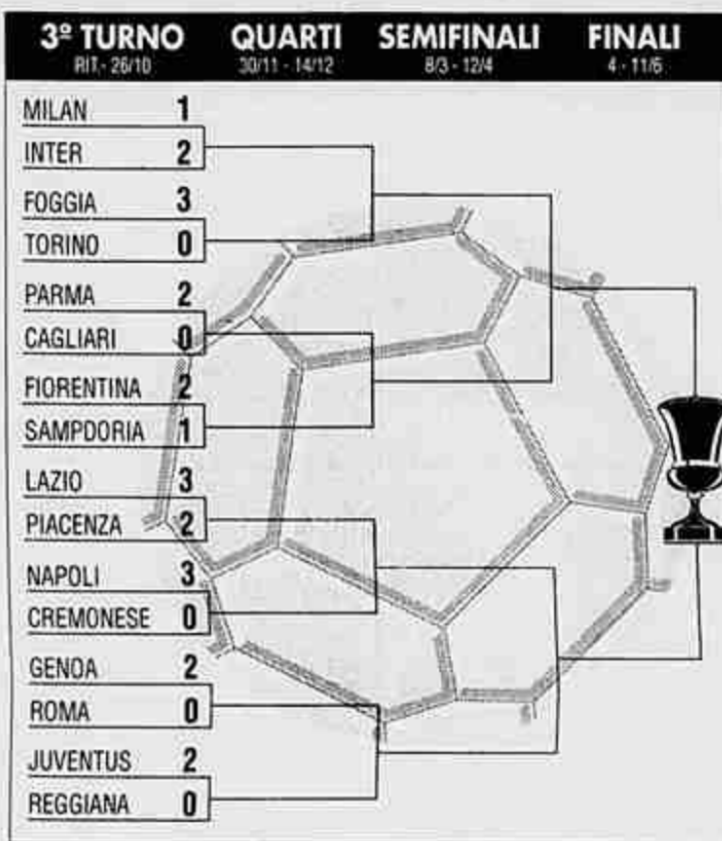 3º TURNO QUARTI SEMIFINALI FINALI
RIT.- 26/10 30/11 - 14/12 8/3 - 12/4 4 - 11/6
MILAN 1
INTER 2
FOGGIA 3
TORINO 0
PARMA 2
CAGLIARI 0
FIORENTINA 2
SAMPDORIA 1
LAZIO 3
PIACENZA 2
NAPOLI 3
CREMONESE 0
GENOA 2
ROMA 0
JUVENTUS 2
REGGIANA 0